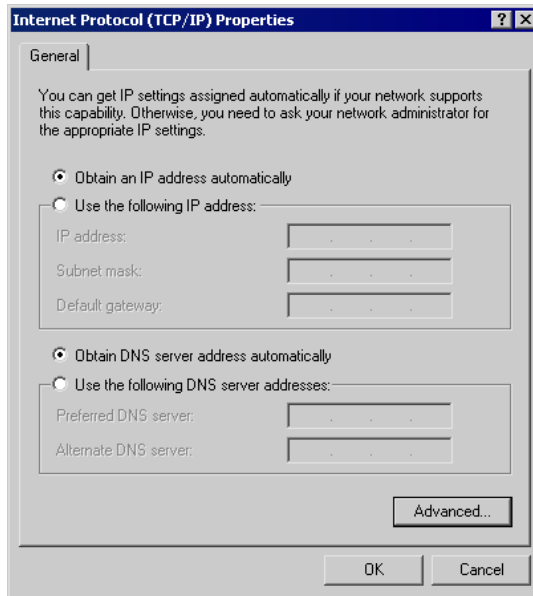 Internet Protocol (TCP/IP) Properties
General
You can get IP settings assigned automatically if your network supports
this capability. Otherwise, you need to ask your network administrator for
the appropriate IP settings.
Obtain an IP address automatically
Use the following IP address:
IP address:
Subnet mask:
Default gateway:
Obtain DNS server address automatically
Use the following DNS server addresses:
Preferred DNS server:
Alternate DNS server:
Advanced...
OK
Cancel